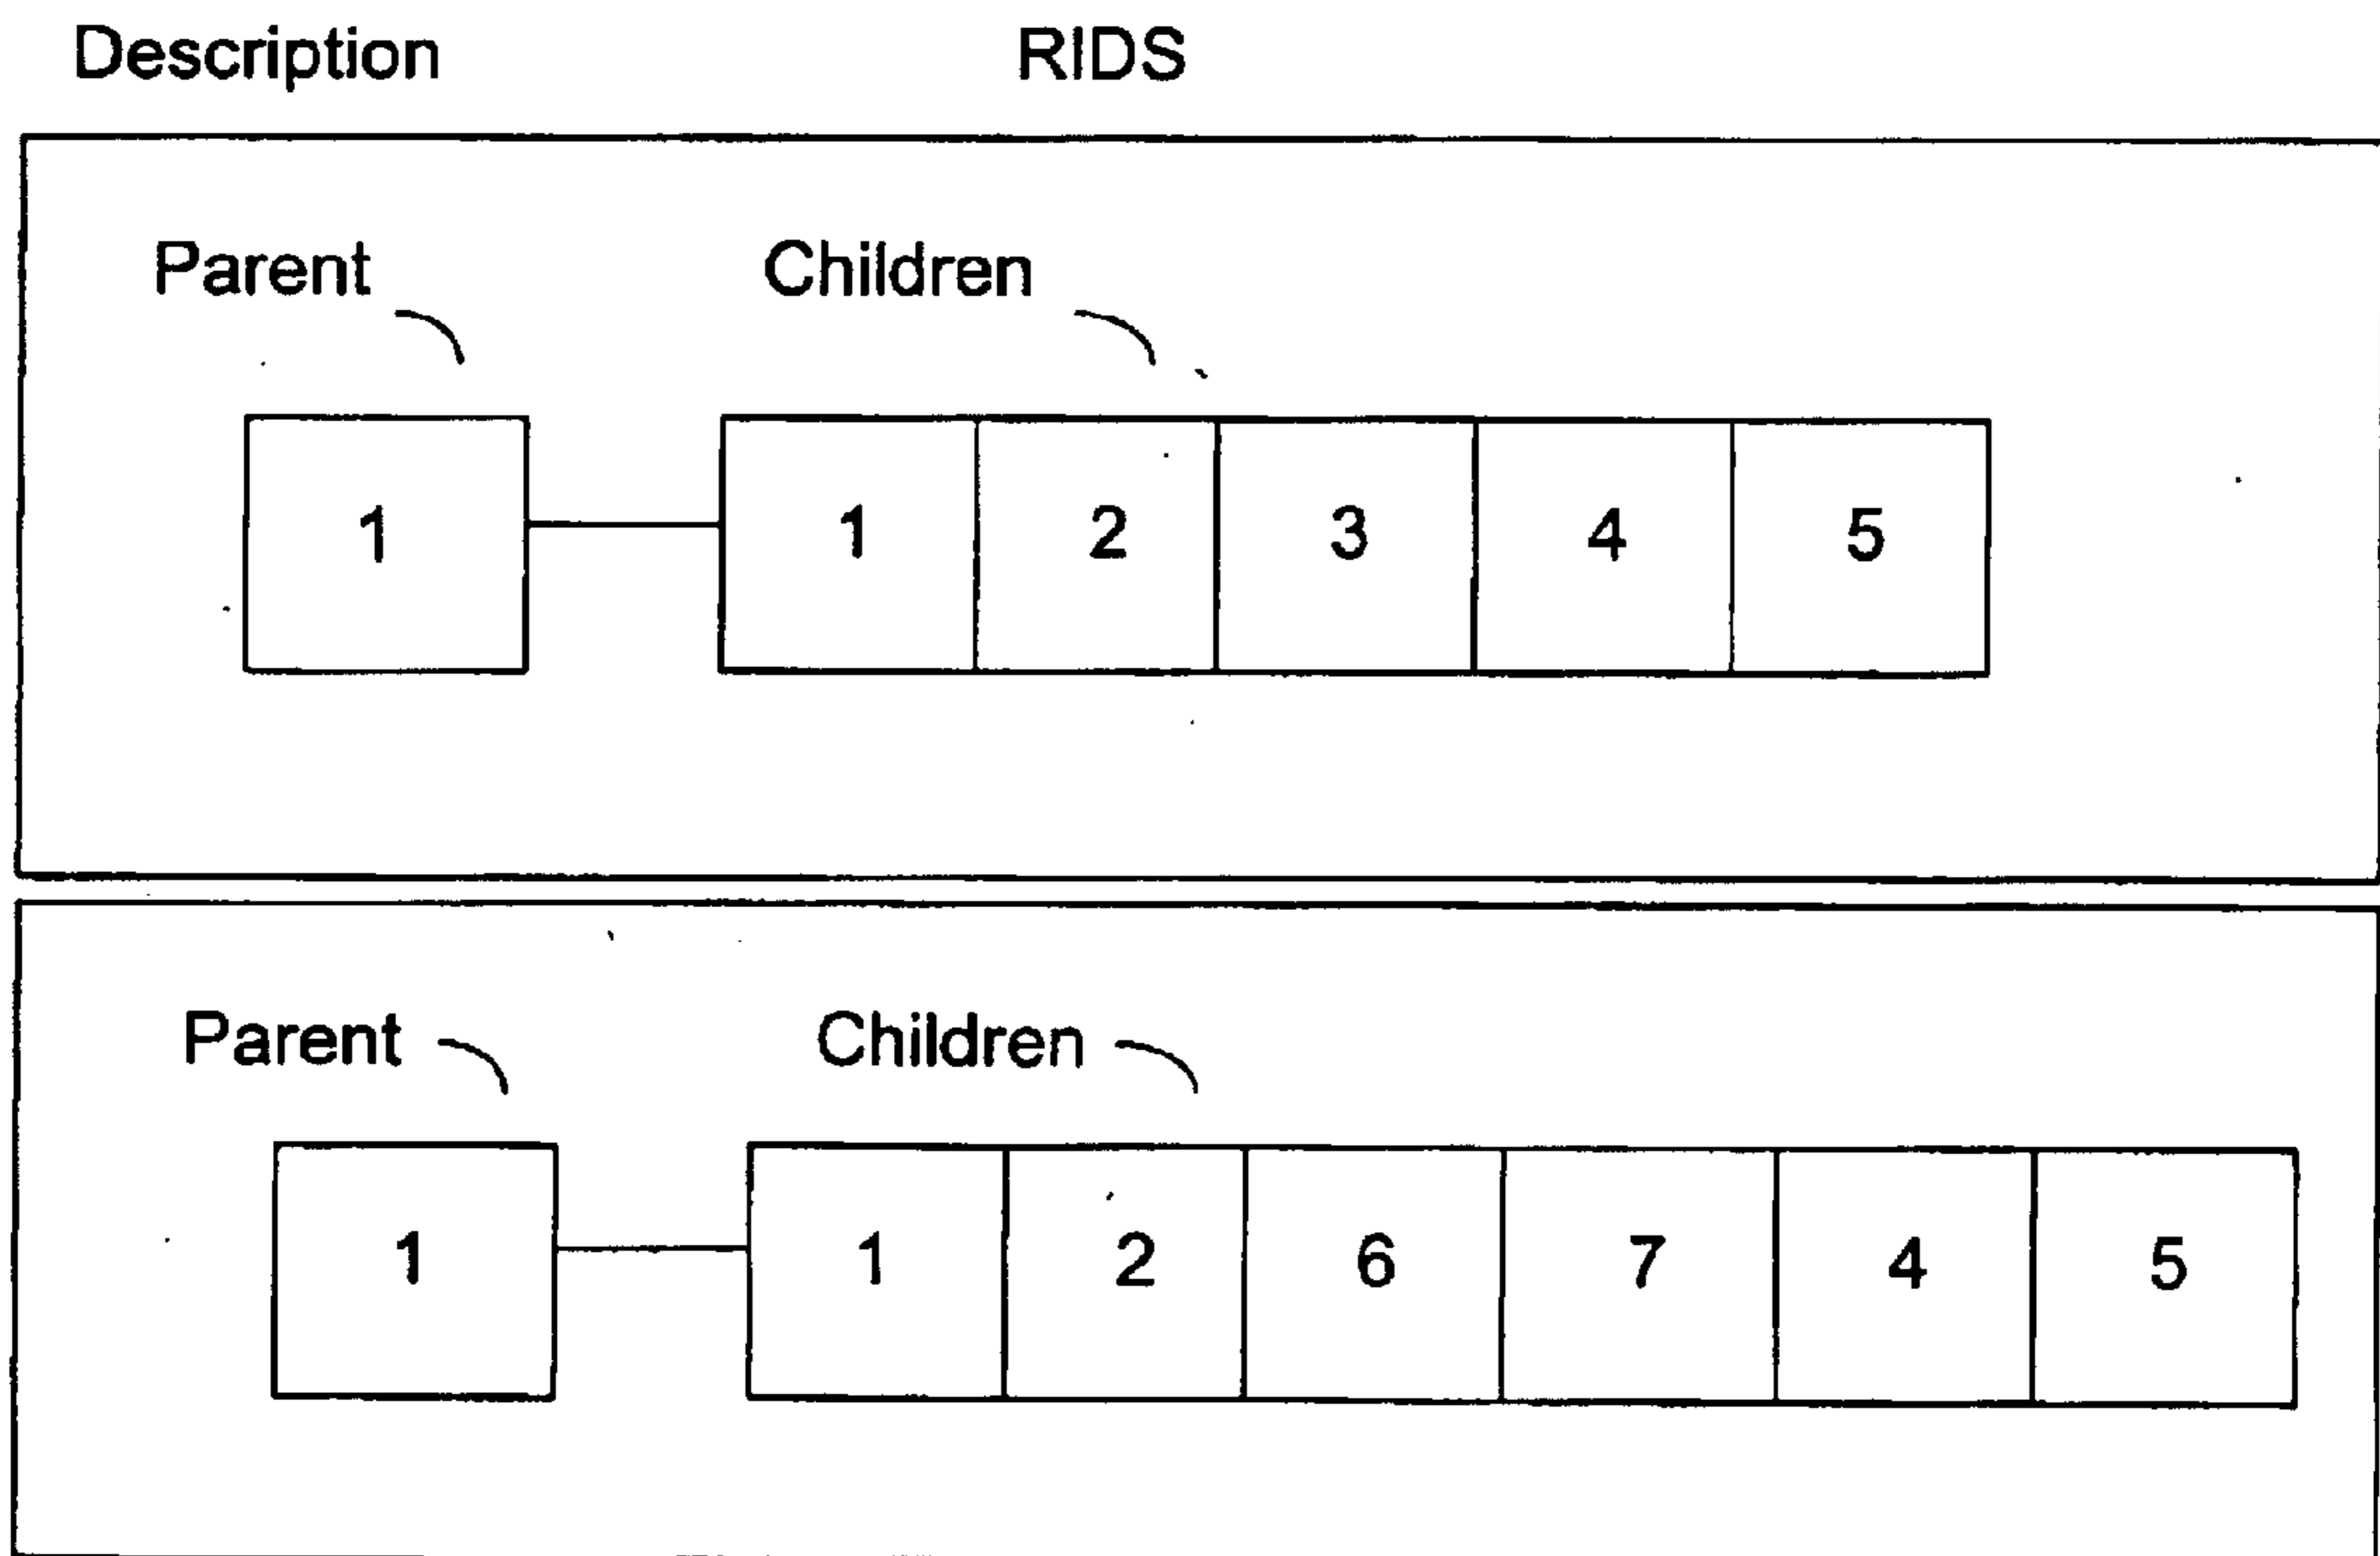 Description RIDS
Parent Children
1 1 2 3 4 5
Parent Children
1 1 2 6 7 4 5